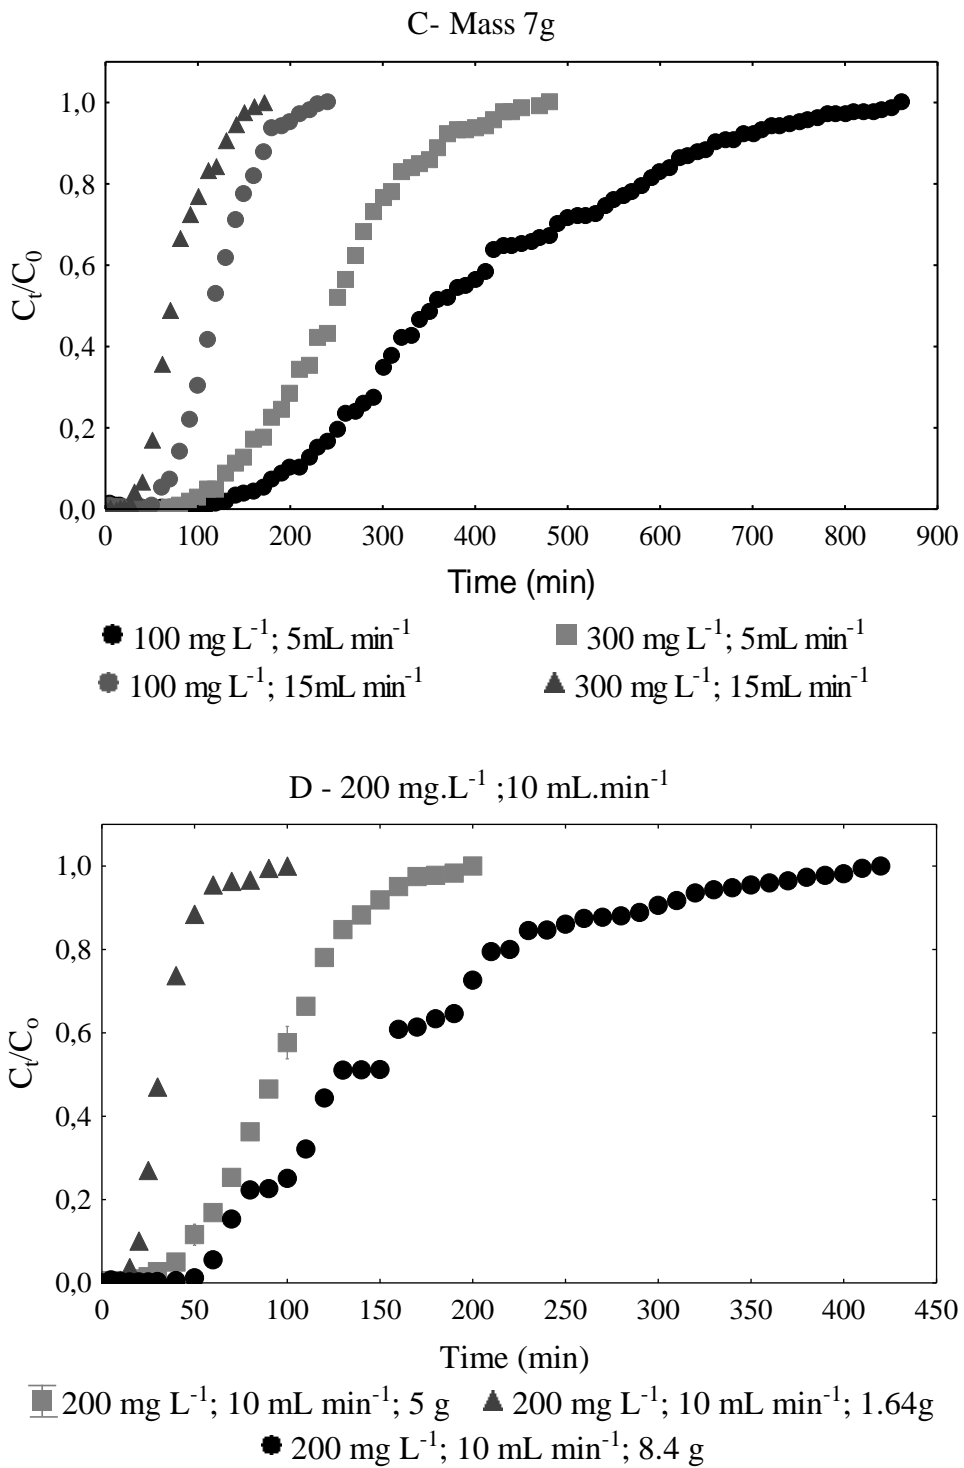 C- Mass 7g
1,0
0,8
0,6
0,4
0,2
0,0
C_t/C_0
0 100 200 300 400 500 600 700 800 900
Time (min)
100 mg L^-1; 5mL min^-1 300 mg L^-1; 5mL min^-1
100 mg L^-1; 15mL min^-1 300 mg L^-1; 15mL min^-1
D - 200 mg.L^-1 ;10 mL.min^-1
1,0
0,8
0,6
0,4
0,2
0,0
C_t/C_o
0 50 100 150 200 250 300 350 400 450
Time (min)
200 mg L^-1; 10 mL min^-1; 5 g 200 mg L^-1; 10 mL min^-1; 1.64g
200 mg L^-1; 10 mL min^-1; 8.4 g